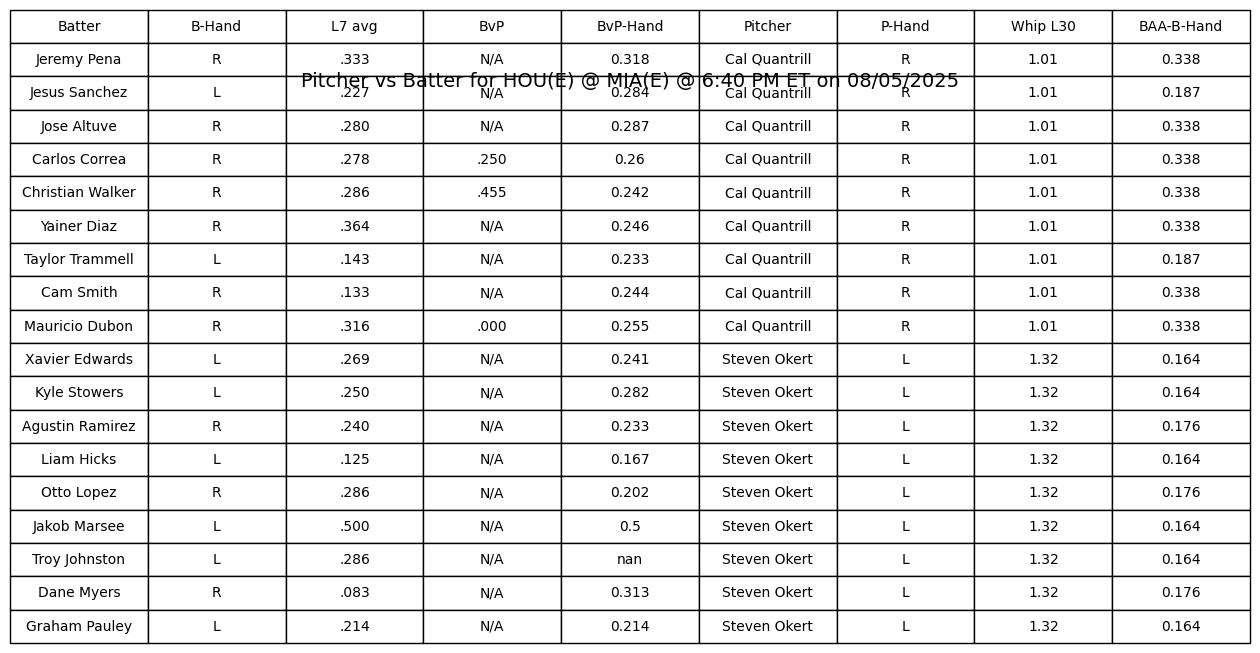 Batter B-Hand L7 avg BvP BvP-Hand Pitcher P-Hand Whip L30 BAA-B-Hand
Jeremy Pena R .333 N/A 0.318 Cal Quantrill R 1.01 0.338
Pitcher vs Batter for HOU(E) @ MIA(E) @ 6:40 PM ET on 08/05/2025
Jesus Sanchez L .227 N/A 0.284 Cal Quantrill R 1.01 0.187
Jose Altuve R .280 N/A 0.287 Cal Quantrill R 1.01 0.338
Carlos Correa R .278 .250 0.26 Cal Quantrill R 1.01 0.338
Christian Walker R .286 .455 0.242 Cal Quantrill R 1.01 0.338
Yainer Diaz R .364 N/A 0.246 Cal Quantrill R 1.01 0.338
Taylor Trammell L .143 N/A 0.233 Cal Quantrill R 1.01 0.187
Cam Smith R .133 N/A 0.244 Cal Quantrill R 1.01 0.338
Mauricio Dubon R .316 .000 0.255 Cal Quantrill R 1.01 0.338
Xavier Edwards L .269 N/A 0.241 Steven Okert L 1.32 0.164
Kyle Stowers L .250 N/A 0.282 Steven Okert L 1.32 0.164
Agustin Ramirez R .240 N/A 0.233 Steven Okert L 1.32 0.176
Liam Hicks L .125 N/A 0.167 Steven Okert L 1.32 0.164
Otto Lopez R .286 N/A 0.202 Steven Okert L 1.32 0.176
Jakob Marsee L .500 N/A 0.5 Steven Okert L 1.32 0.164
Troy Johnston L .286 N/A nan Steven Okert L 1.32 0.164
Dane Myers R .083 N/A 0.313 Steven Okert L 1.32 0.176
Graham Pauley L .214 N/A 0.214 Steven Okert L 1.32 0.164